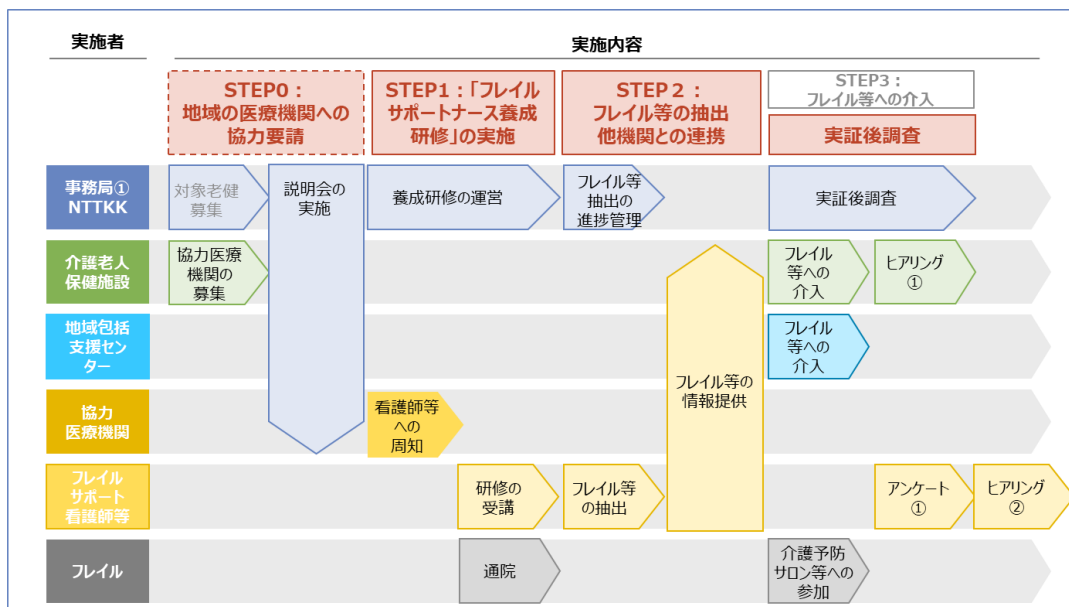 実施者
実施内容
STEP0：
地域の医療機関への
協力要請
STEP1：「フレイル
サポートナース養成
研修」の実施
STEP２：
フレイル等の抽出
他機関との連携
STEP3：
フレイル等への介入
実証後調査
事務局①
NTTKK
対象老健
募集
説明会の
実施
養成研修の運営
フレイル等
抽出の
進捗管理
実証後調査
介護老人
保健施設
協力医療
機関の
募集
フレイル
等への
介入
ヒアリング
①
地域包括
支援セン
ター
フレイル
等への
介入
協力
医療機関
看護師等
への
周知
フレイル等の
情報提供
フレイル
サポート
看護師等
研修の
受講
フレイル等
の抽出
アンケート
①
ヒアリング
②
フレイル
通院
介護予防
サロン等への
参加